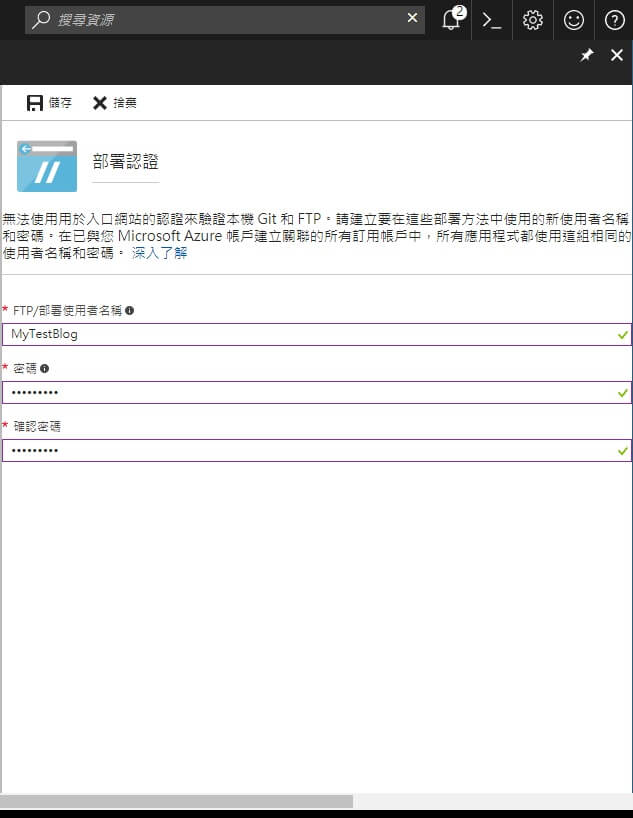 搜尋資源
2
儲存 捨棄
部署認證
無法使用用於入口網站的認證來驗證本機 Git 和 FTP。請建立要在這些部署方法中使用的新使用者名稱
和密碼。在已與您 Microsoft Azure 帳戶建立關聯的所有訂用帳戶中，所有應用程式都使用這組相同的
使用者名稱和密碼。 深入了解
* FTP/部署使用者名稱
MyTestBlog
* 密碼
•••••••••
* 確認密碼
•••••••••